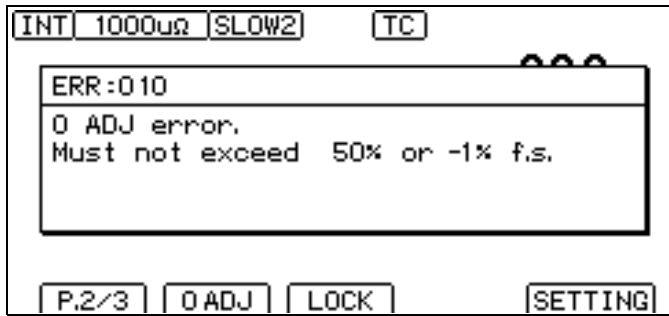 INT 1000uΩ SLOW2 TC
ERR:010
0 ADJ error.
Must not exceed 50% or -1% f.s.
P.2/3 0 ADJ LOCK SETTING